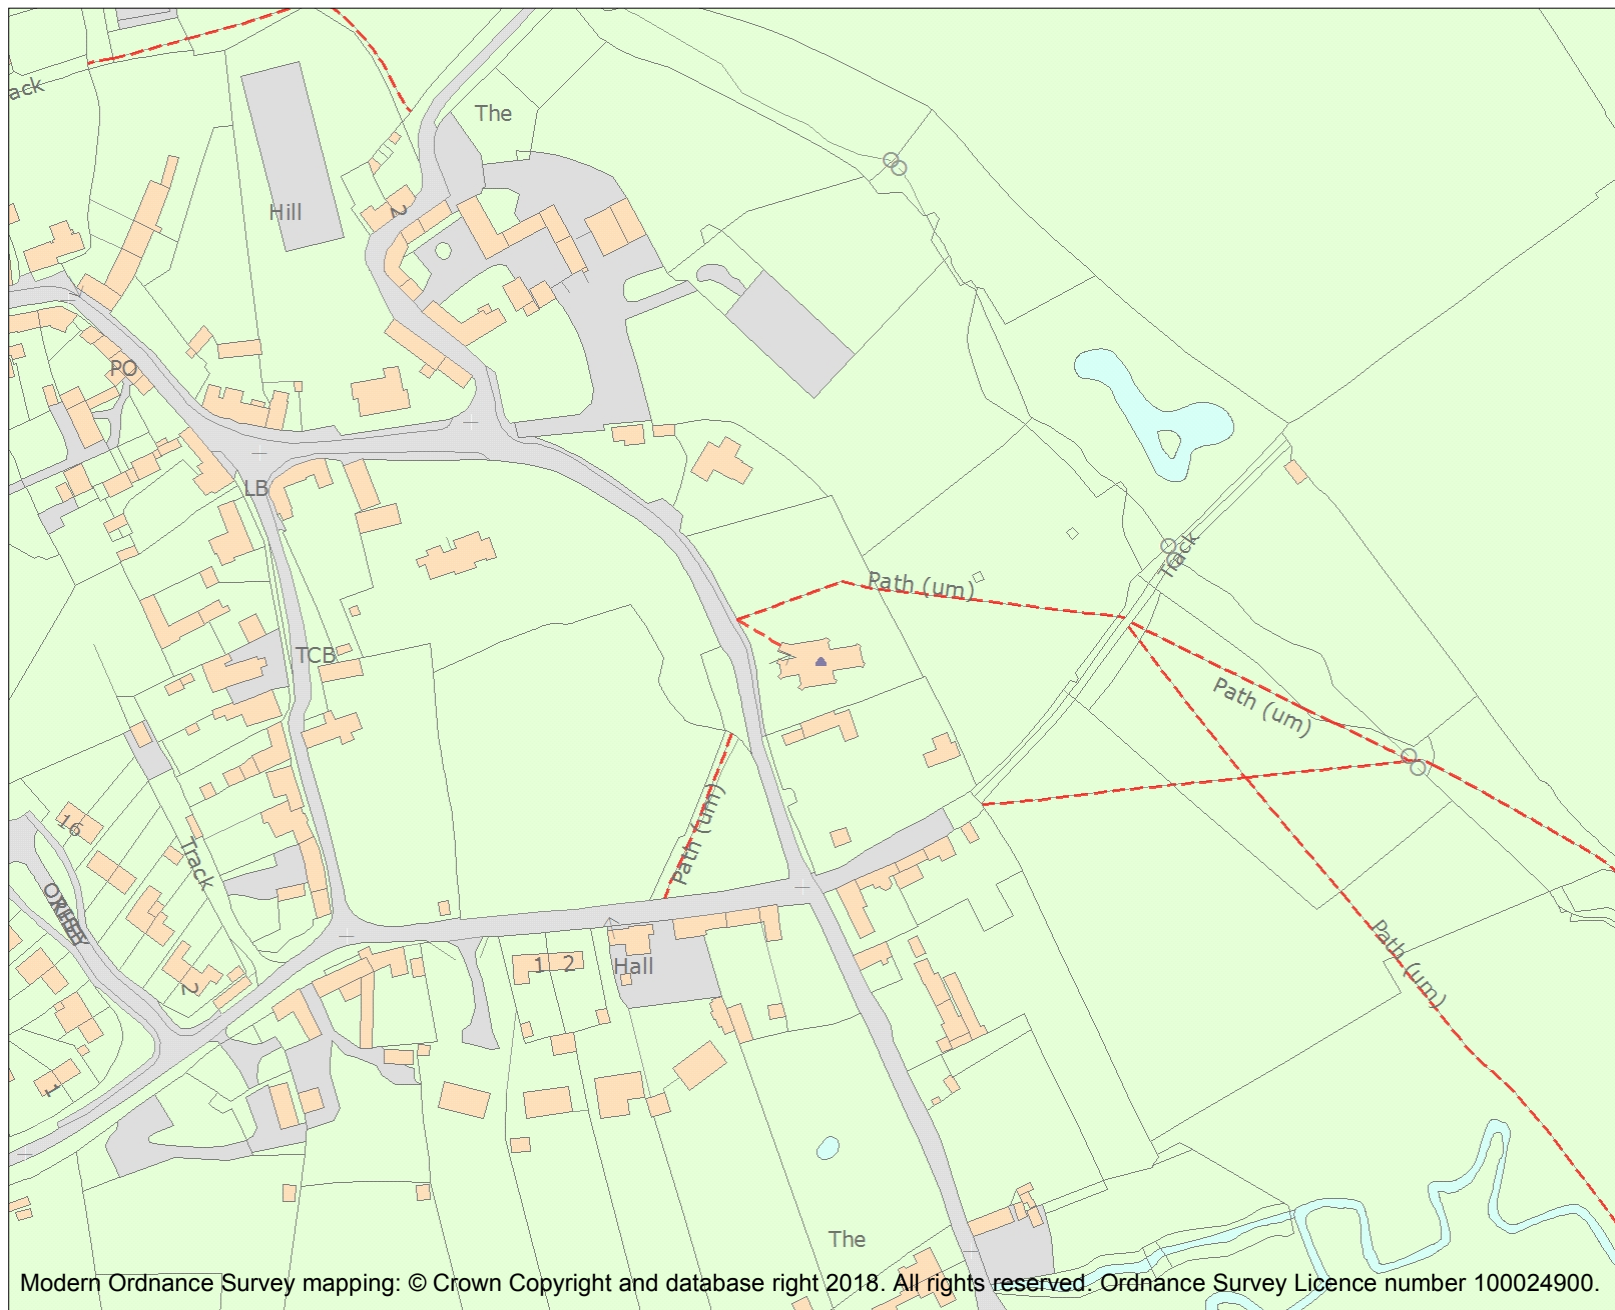 ack
The
Hill
2
PO
LB
Track
Path (um)
TCB
Path (um)
Path (um)
16
Track
Path (um)
1 2
Hall
2
1
The
Modern Ordnance Survey mapping: © Crown Copyright and database right 2018. All rights reserved. Ordnance Survey Licence number 100024900.